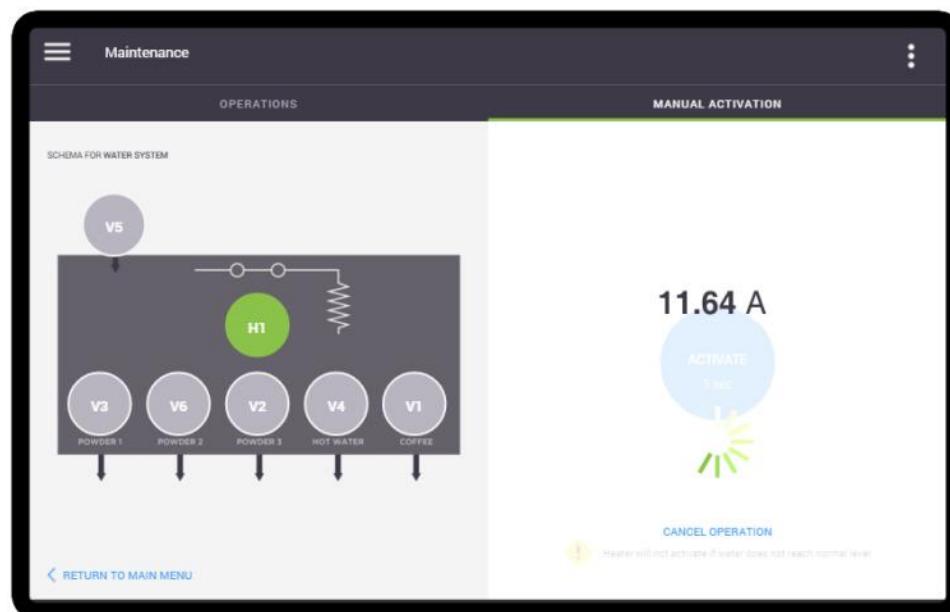 Maintenance
OPERATIONS
MANUAL ACTIVATION
SCHEMA FOR WATER SYSTEM
V5
H1
V3
V6
V2
V4
V1
POWDER 1
POWDER 2
POWDER 3
HOT WATER
COFFEE
RETURN TO MAIN MENU
11.64 A
ACTIVATE
5 sec
CANCEL OPERATION
Heater will not activate if water does not reach normal level